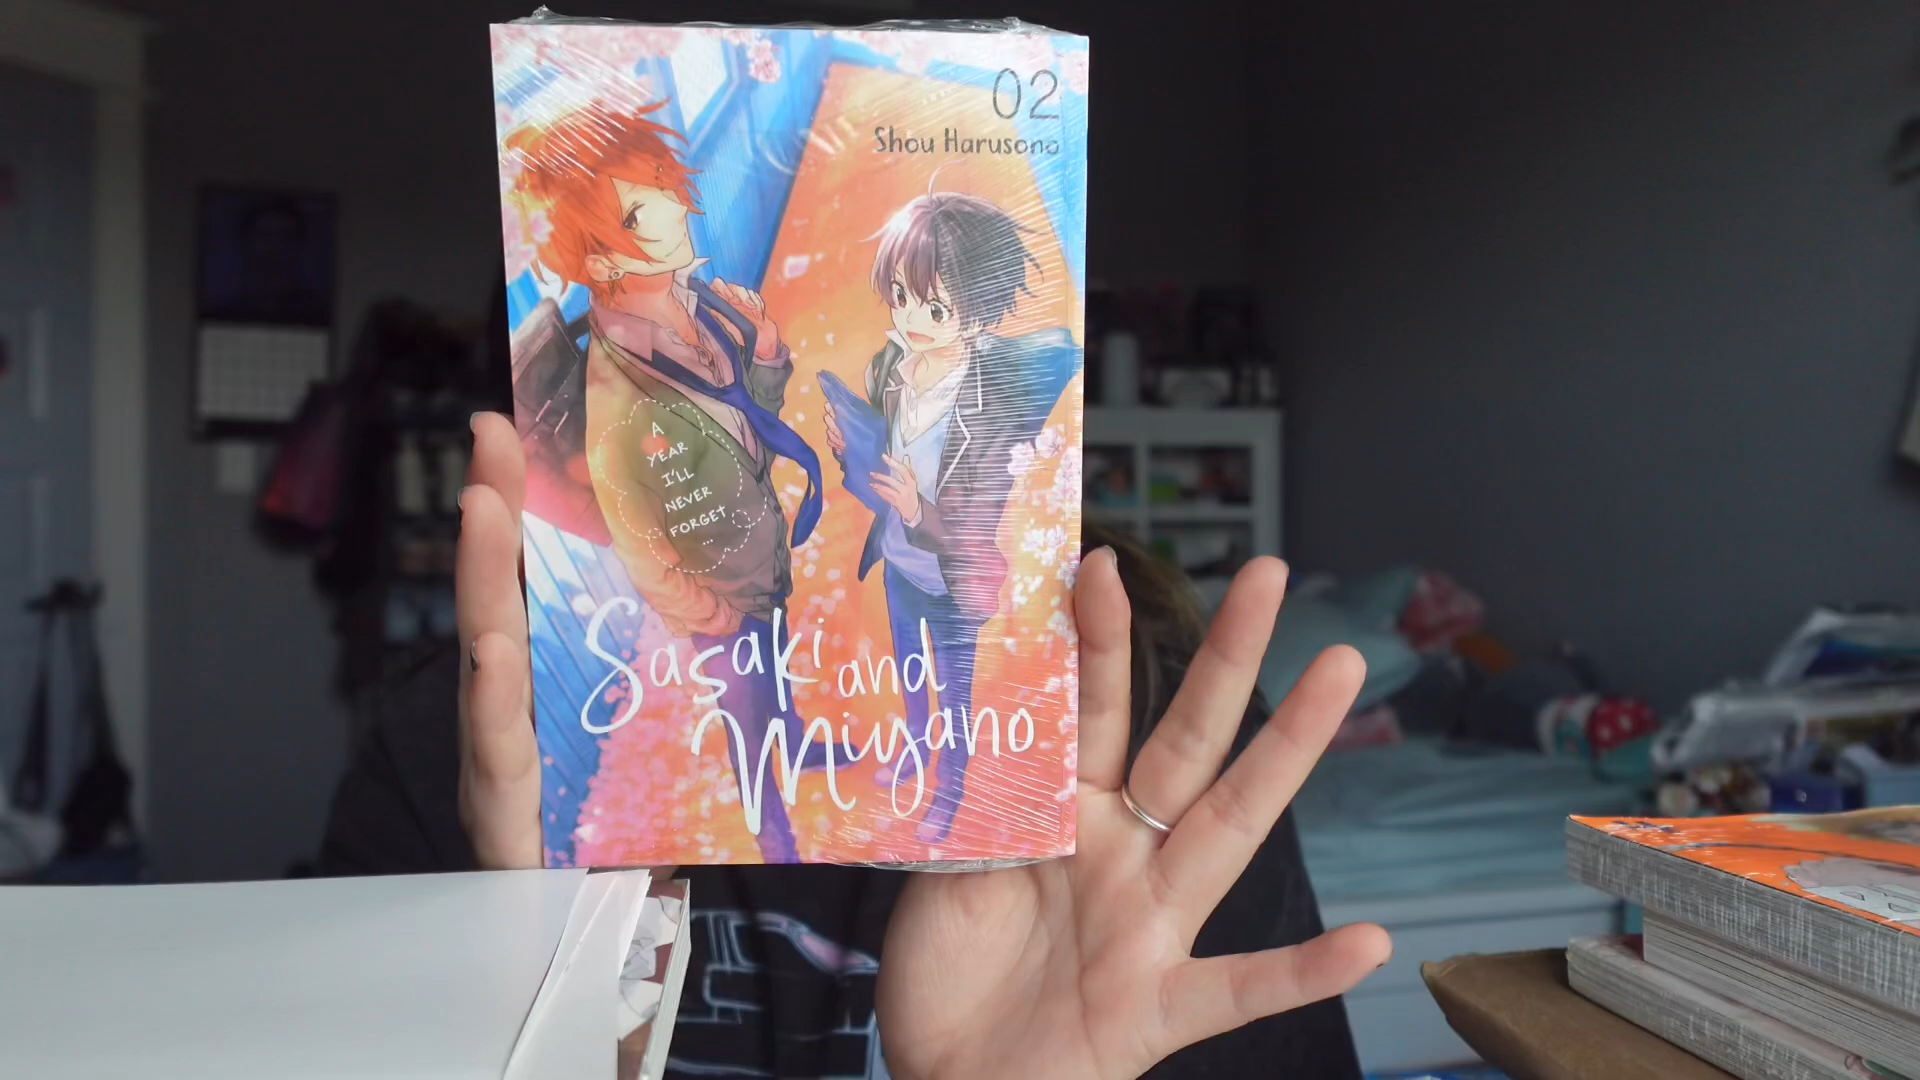 02
Shou Harusono
A
YEAR
I'LL
NEVER
FORGET
...
Sasaki and
Miyano